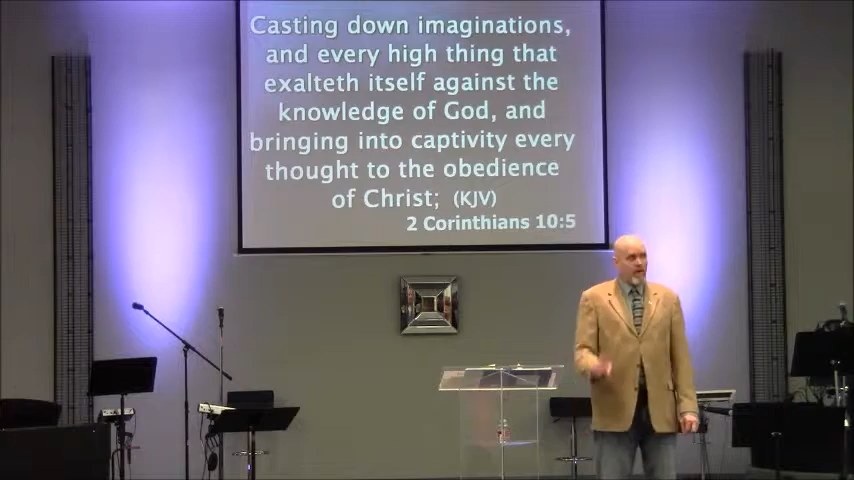 Casting down imaginations,
and every high thing that
exalteth itself against the
knowledge of God, and
bringing into captivity every
thought to the obedience
of Christ; (KJV)
2 Corinthians 10:5